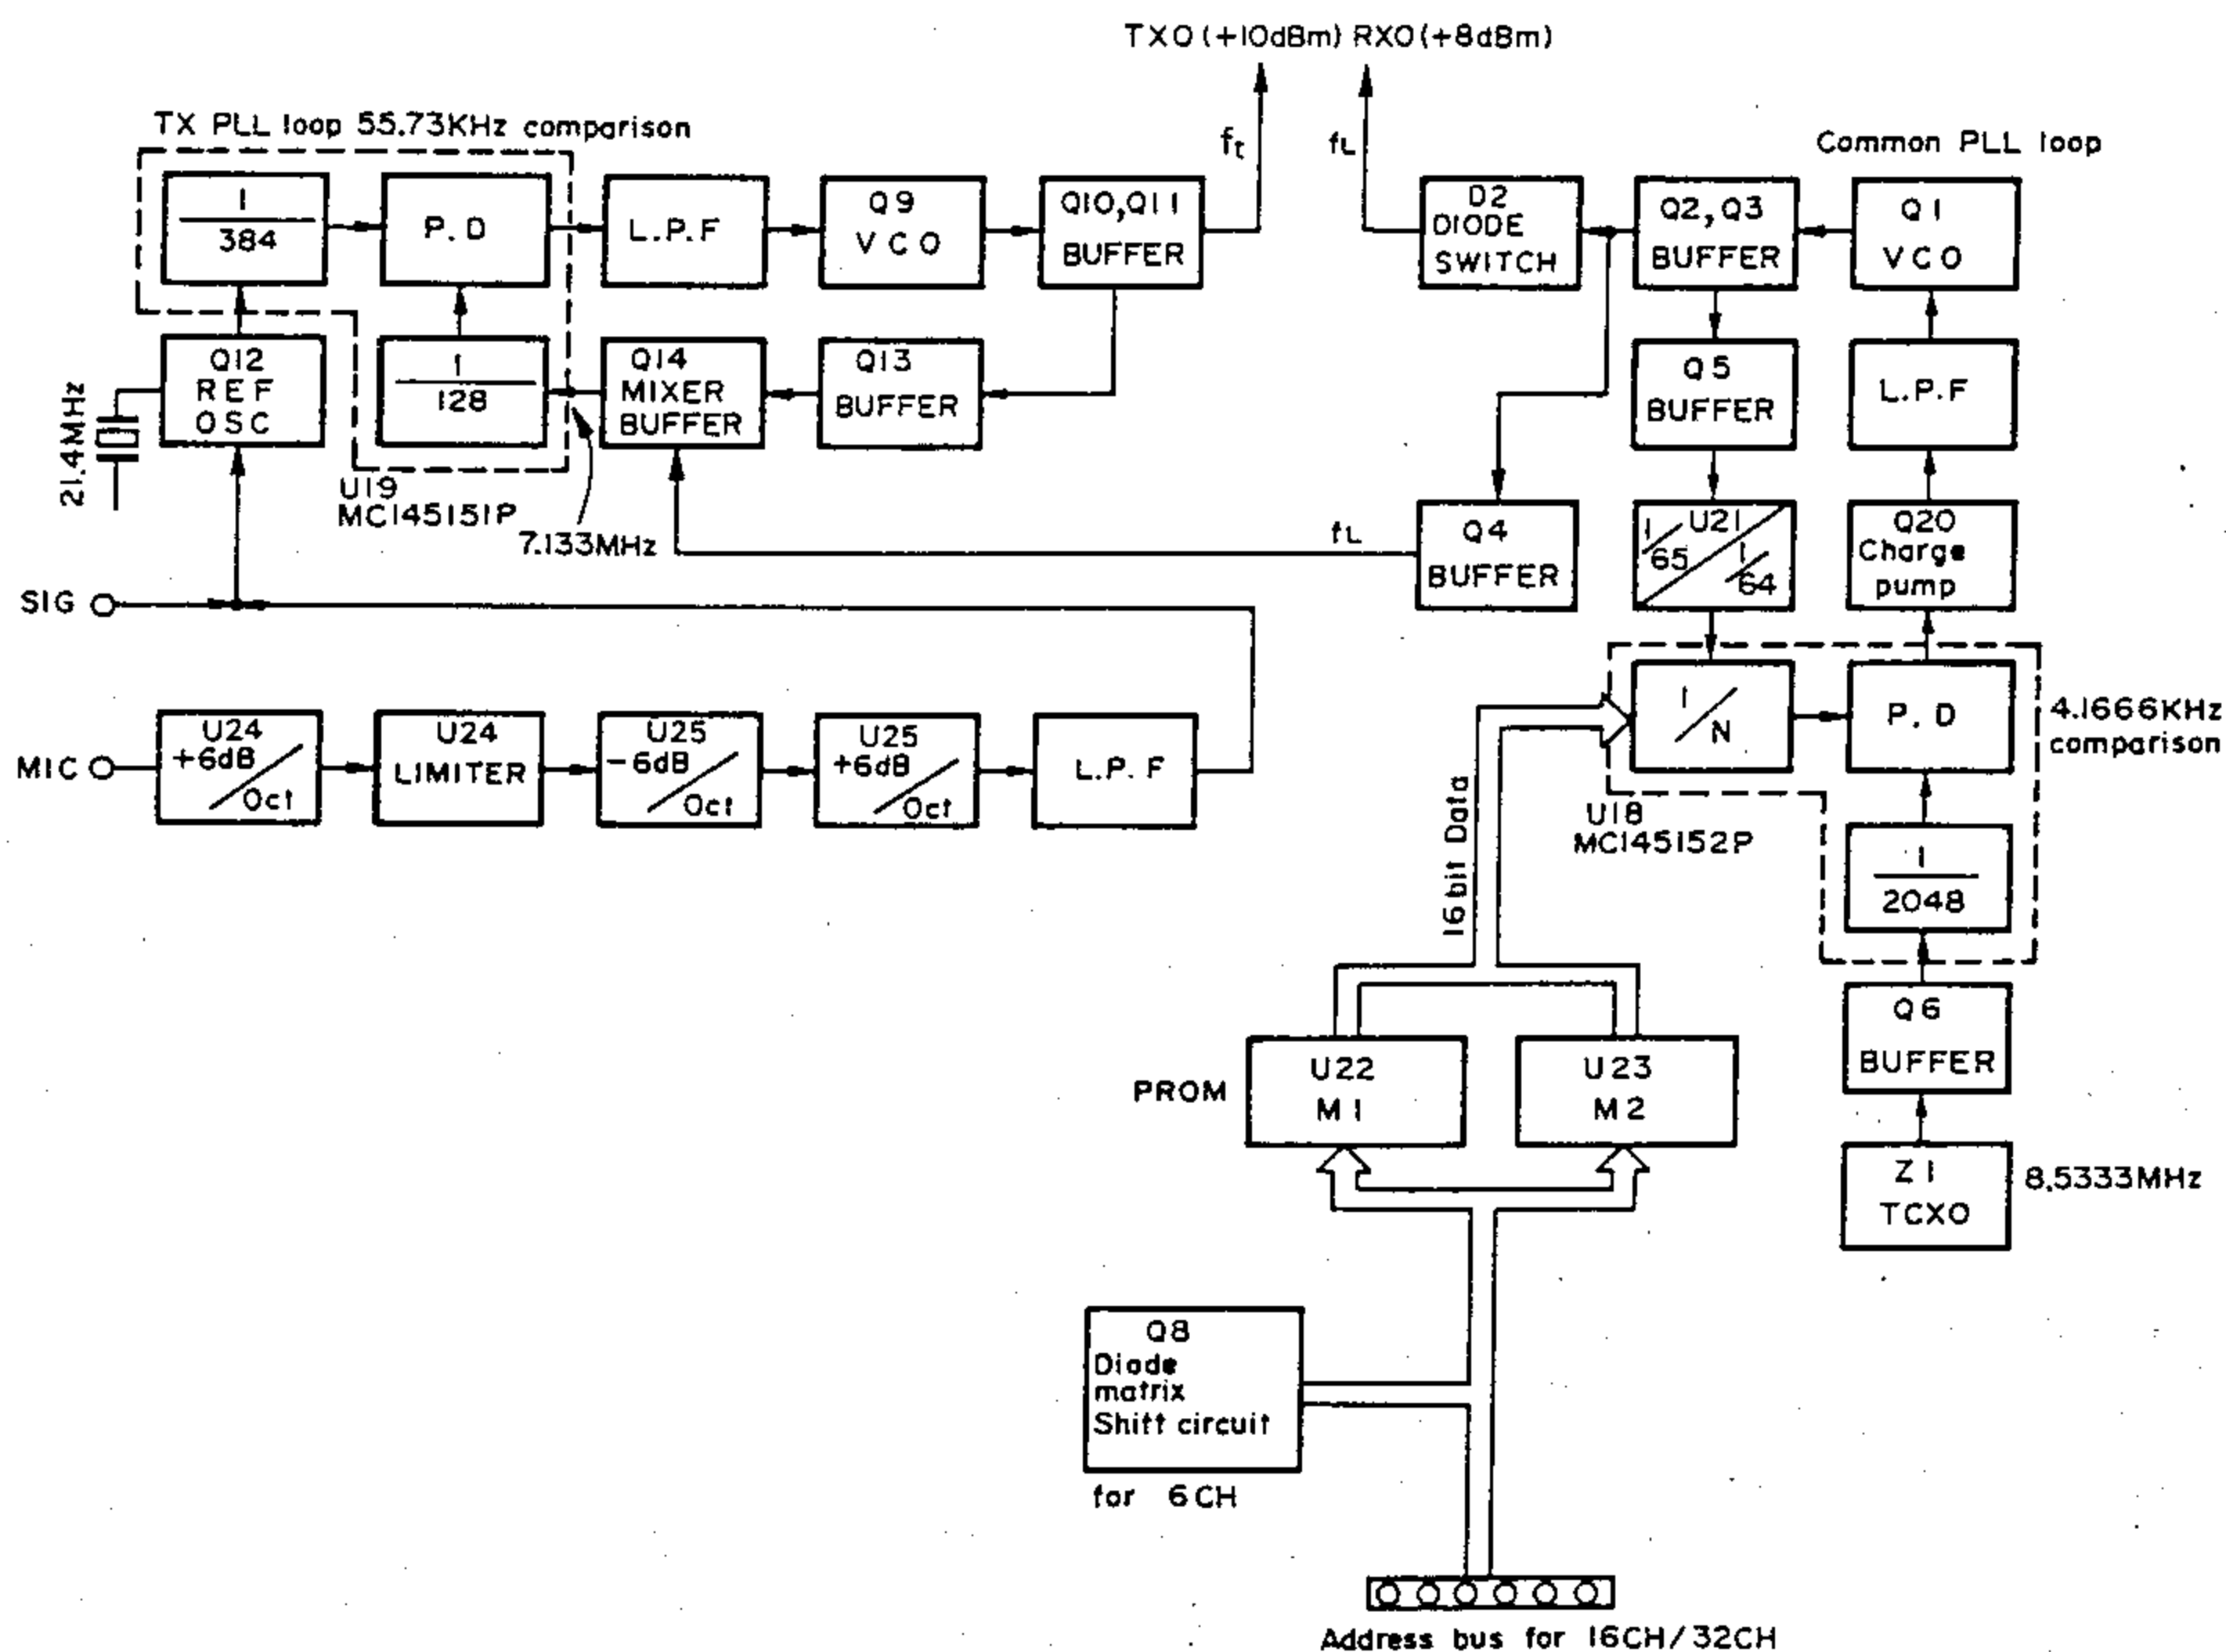 TXO (+10dBm) RXO (+8dBm)
TX PLL loop 55.73KHz comparison
Common PLL loop
ft
fL
1
384
P.D
L.P.F
Q9
VCO
Q10,Q11
BUFFER
D2
DIODE
SWITCH
Q2,Q3
BUFFER
Q1
VCO
21.4MHz
Q12
REF
OSC
1
128
Q14
MIXER
BUFFER
Q13
BUFFER
Q5
BUFFER
L.P.F
U19
MC145151P
7.133MHz
fL
Q4
BUFFER
U21
1/65
1/64
Q20
Charge
pump
SIG
MIC
U24
+6dB/Oct
U24
LIMITER
U25
-6dB/Oct
U25
+6dB/Oct
L.P.F
1/N
P.D
4.1666KHz
comparison
U18
MC145152P
16bit Data
1
2048
Q6
BUFFER
PROM
U22
M1
U23
M2
Z1
TCXO
8.5333MHz
Q8
Diode
matrix
Shift circuit
for 6CH
Address bus for 16CH/32CH